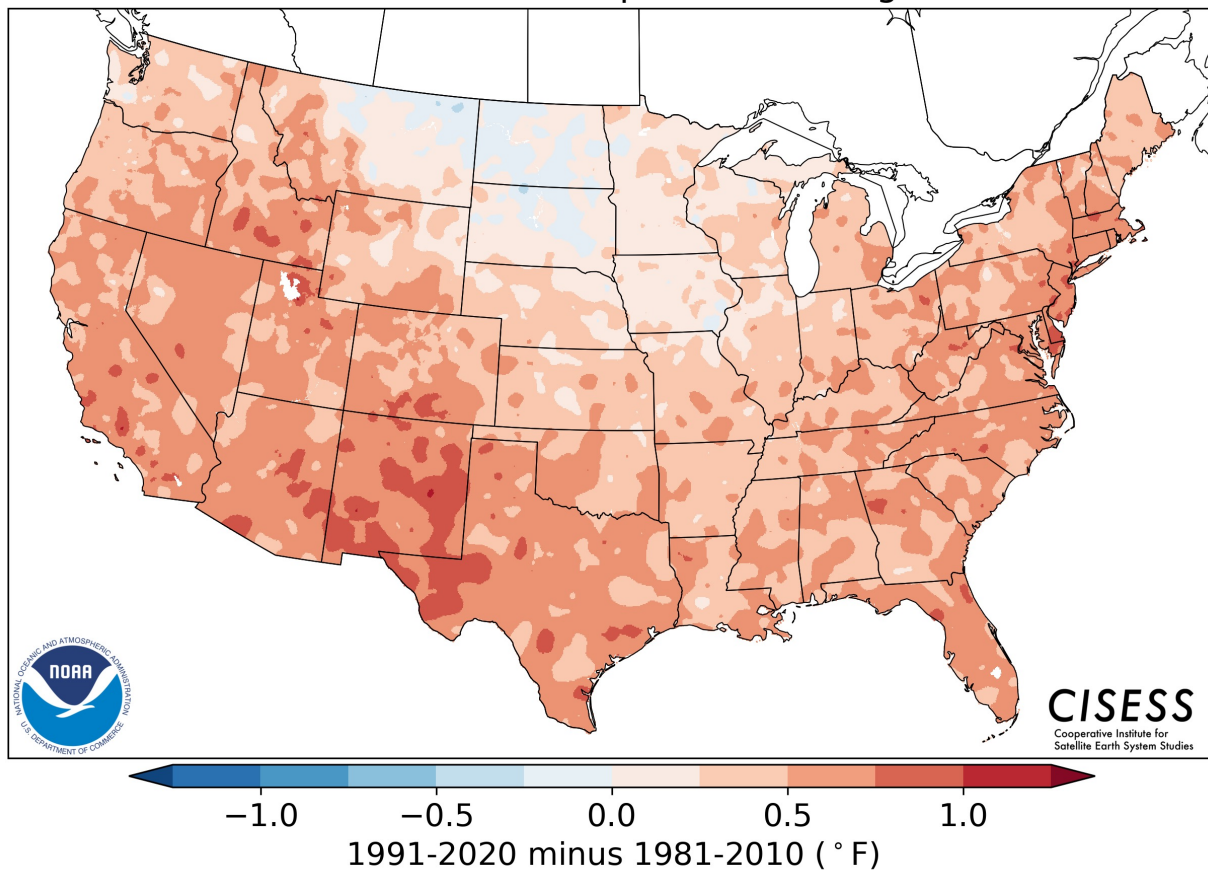 NATIONAL OCEANIC AND ATMOSPHERIC ADMINISTRATION
NOAA
U.S. DEPARTMENT OF COMMERCE
CISESS
Cooperative Institute for
Satellite Earth System Studies
−1.0 −0.5 0.0 0.5 1.0
1991-2020 minus 1981-2010 (°F)